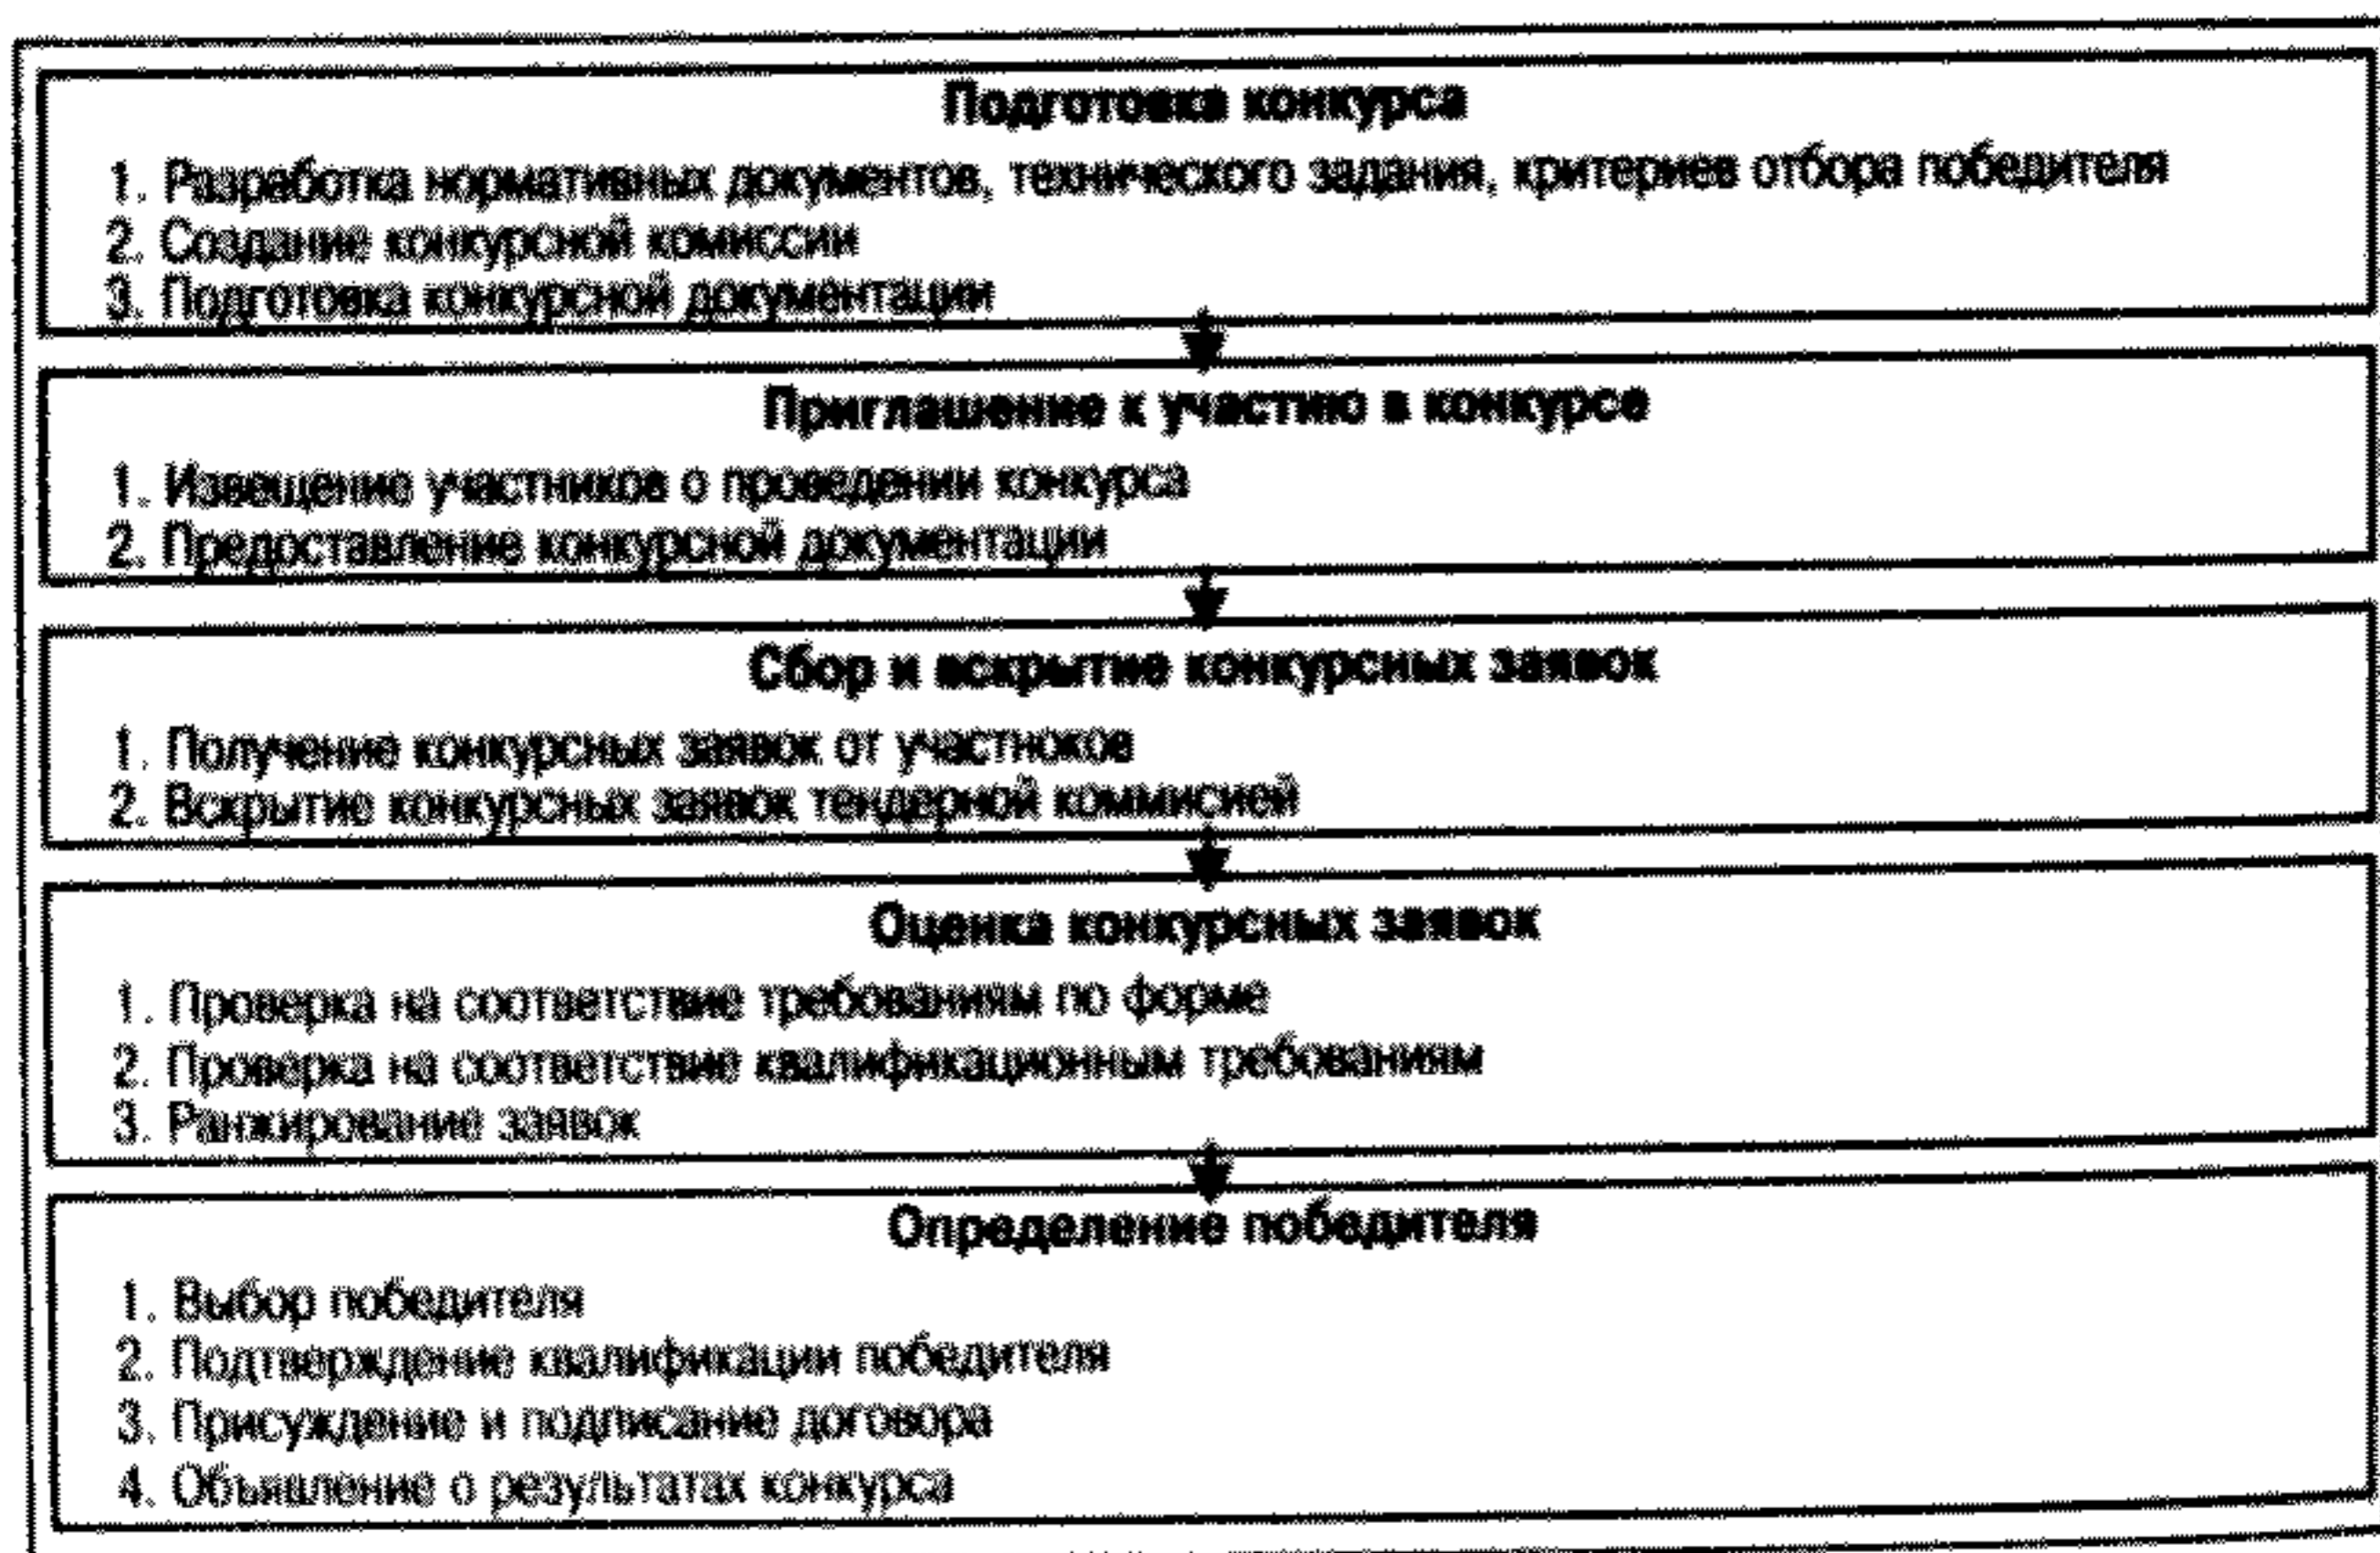 Подготовка конкурса
1. Разработка нормативных документов, технического задания, критериев отбора победителя
2. Создание конкурсной комиссии
3. Подготовка конкурсной документации
Приглашение к участию в конкурсе
1. Извещение участников о проведении конкурса
2. Предоставление конкурсной документации
Сбор и вскрытие конкурсных заявок
1. Получение конкурсных заявок от участноков
2. Вскрытие конкурсных заявок тендерной коммисией
Оценка конкурсных заявок
1. Проверка на соответствие требованиям по форме
2. Проверка на соответствие квалификационным требованиям
3. Ранжирование заявок
Определение победителя
1. Выбор победителя
2. Подтверждение квалификации победителя
3. Присуждение и подписание договора
4. Объявление о результатах конкурса